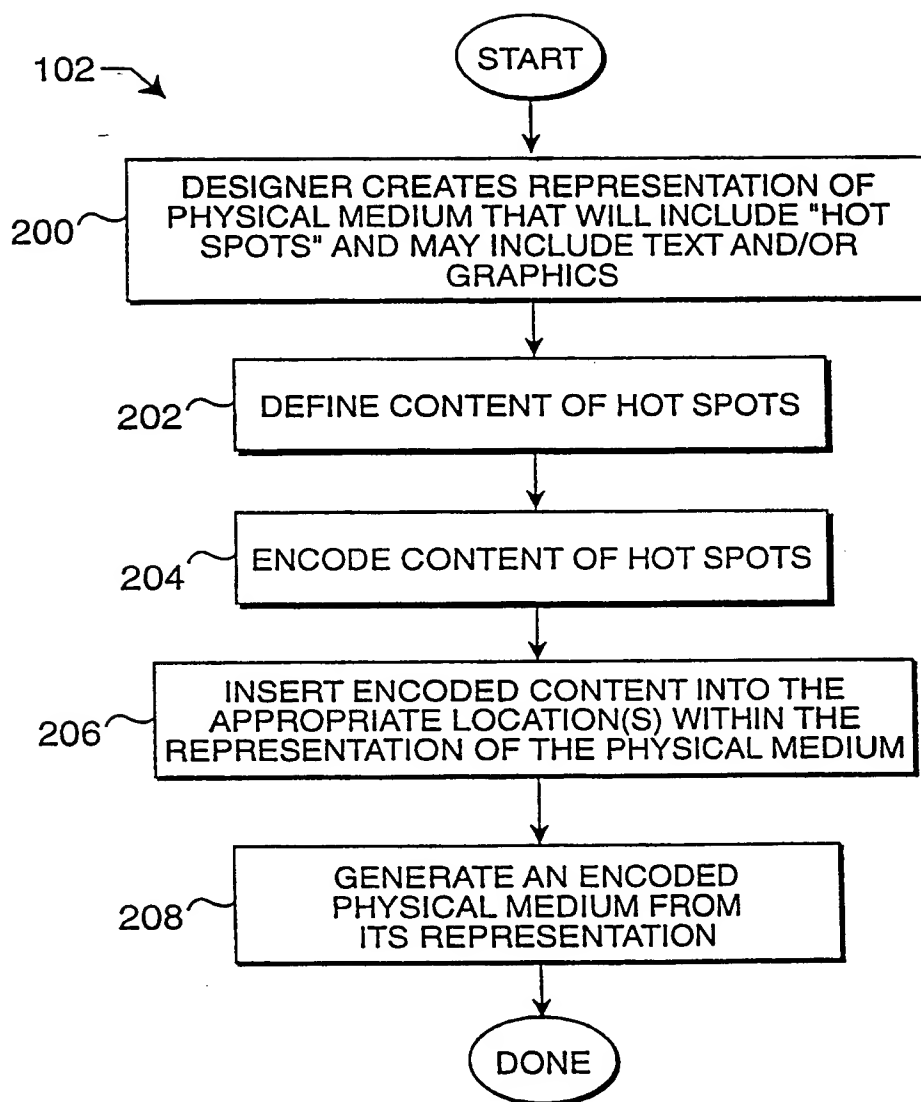 START
102
DESIGNER CREATES REPRESENTATION OF
PHYSICAL MEDIUM THAT WILL INCLUDE "HOT
SPOTS" AND MAY INCLUDE TEXT AND/OR
GRAPHICS
200
DEFINE CONTENT OF HOT SPOTS
202
ENCODE CONTENT OF HOT SPOTS
204
INSERT ENCODED CONTENT INTO THE
APPROPRIATE LOCATION(S) WITHIN THE
REPRESENTATION OF THE PHYSICAL MEDIUM
206
GENERATE AN ENCODED
PHYSICAL MEDIUM FROM
ITS REPRESENTATION
208
DONE